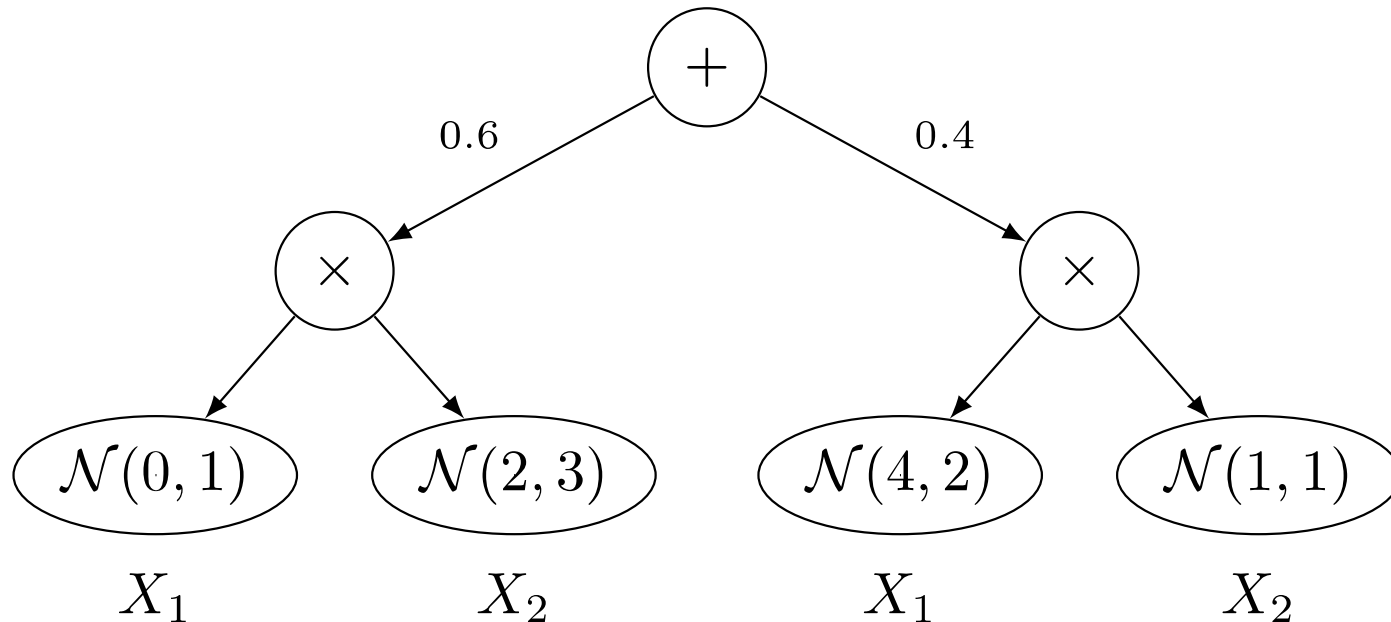 +
0.6 0.4
× ×
𝒩(0, 1) 𝒩(2, 3) 𝒩(4, 2) 𝒩(1, 1)
X₁ X₂ X₁ X₂